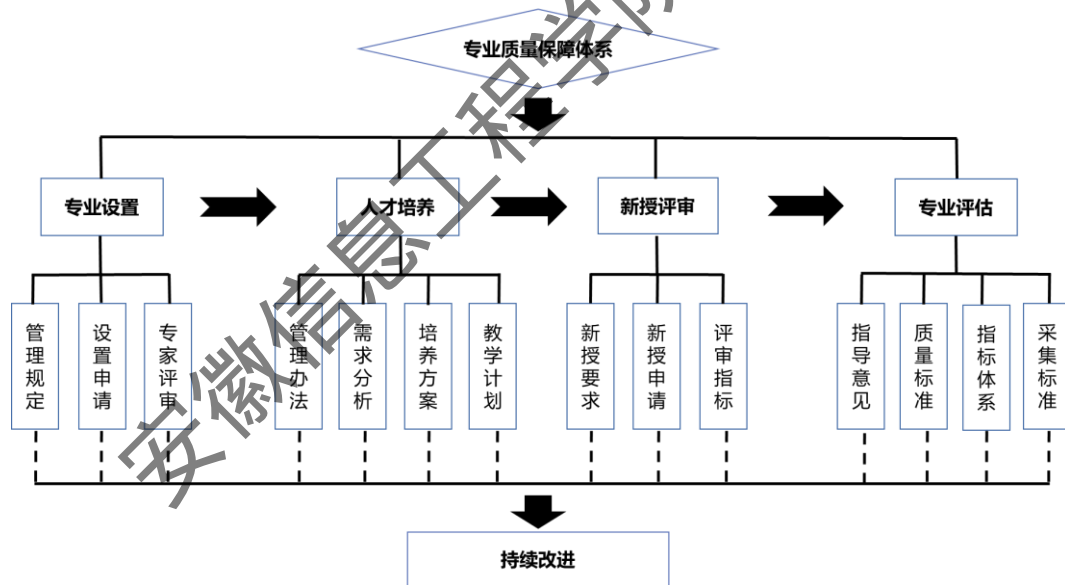 专业质量保障体系
专业设置
人才培养
新授评审
专业评估
管理规定
设置申请
专家评审
管理办法
需求分析
培养方案
教学计划
新授要求
新授申请
评审指标
指导意见
质量标准
指标体系
采集标准
持续改进
安徽信息工程学院